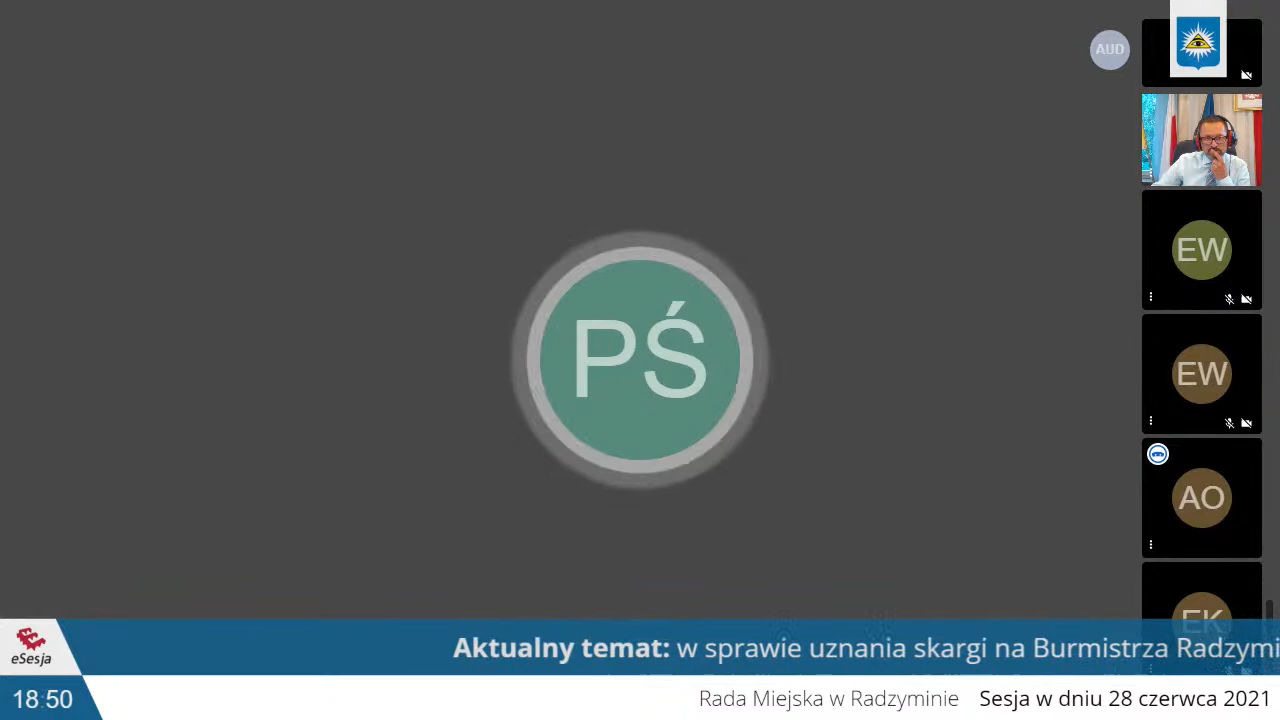 AUD
EW
PŚ
EW
AO
EK
eSesja
Aktualny temat: w sprawie uznania skargi na Burmistrza Radzymi
18:50
Rada Miejska w Radzyminie Sesja w dniu 28 czerwca 2021